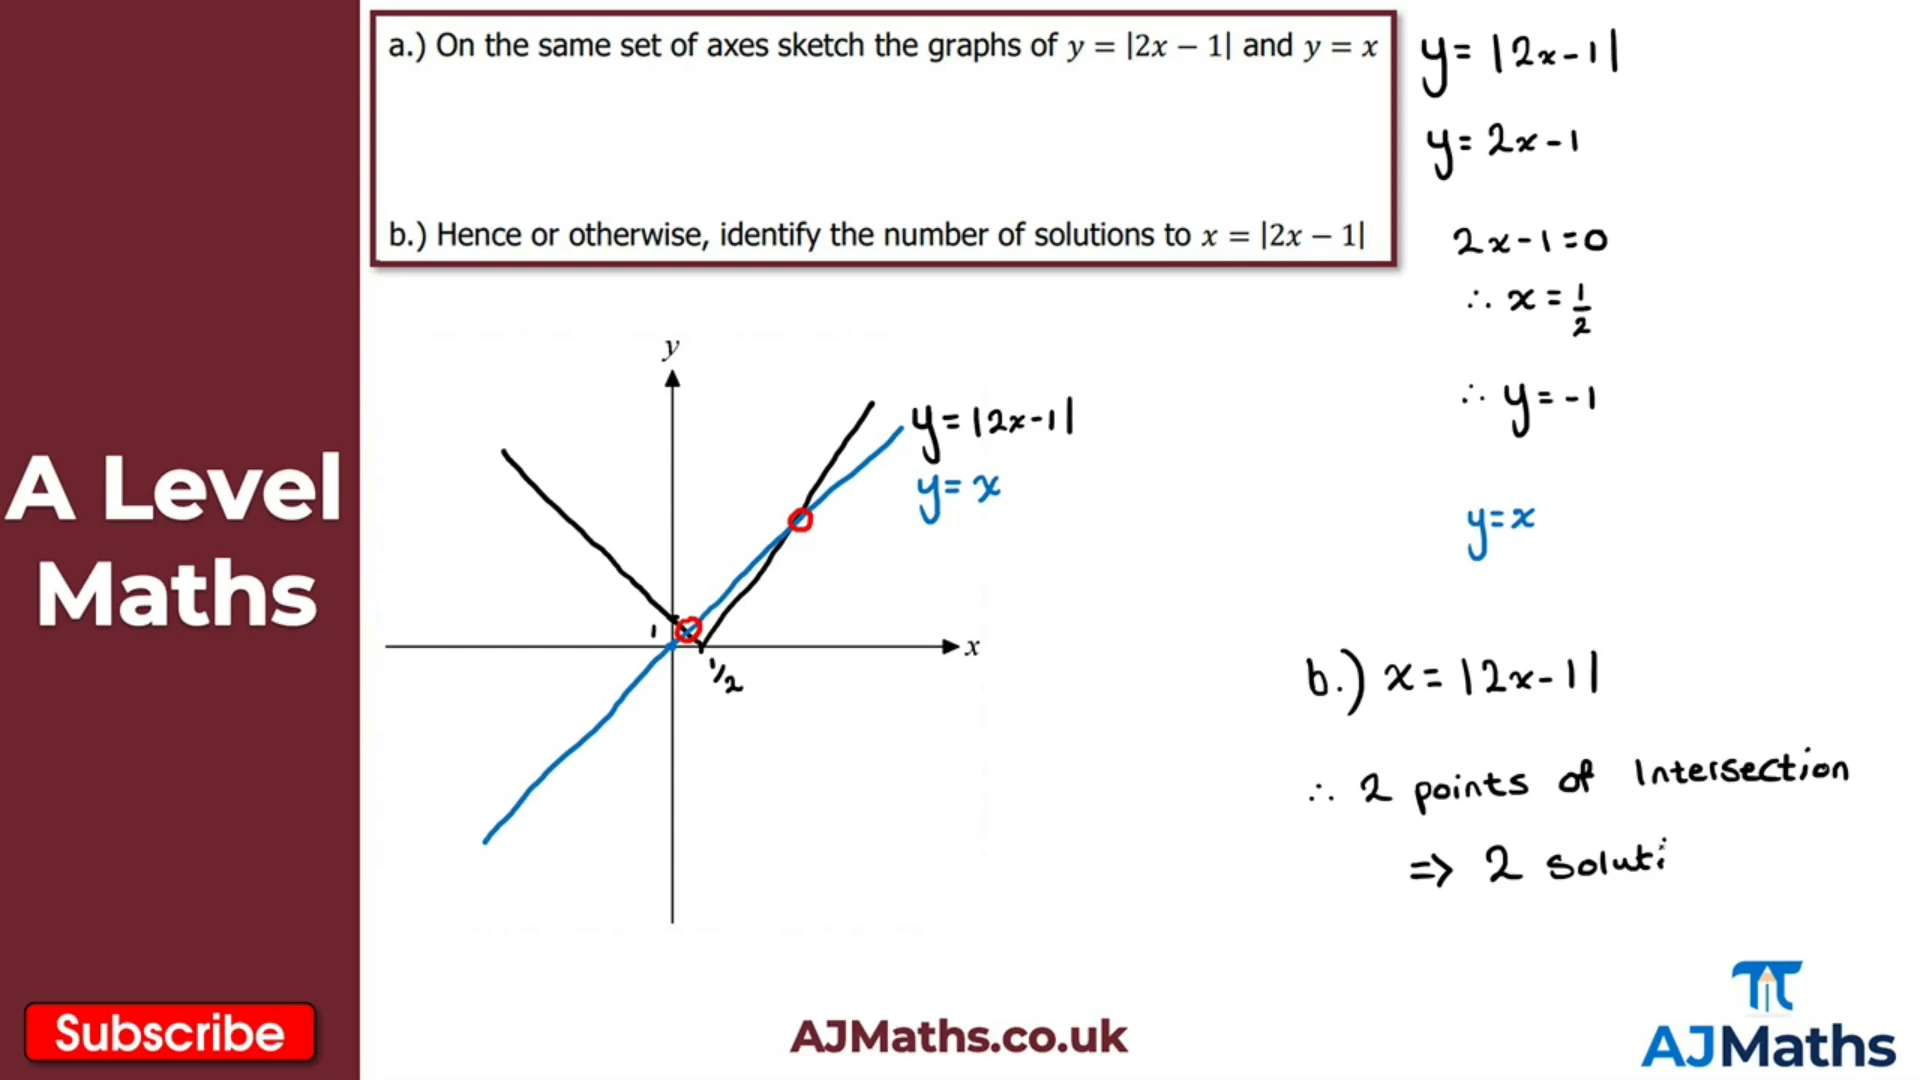 a.) On the same set of axes sketch the graphs of y = |2x − 1| and y = x
b.) Hence or otherwise, identify the number of solutions to x = |2x − 1|
y = |2x-1|
y = 2x-1
2x-1=0
∴ x = 1/2
∴ y = -1
y = x
y
y = |2x-1|
y = x
1
1/2
x
b.) x = |2x-1|
∴ 2 points of Intersection
=> 2 soluti
A Level
Maths
Subscribe
AJMaths.co.uk
AJMaths